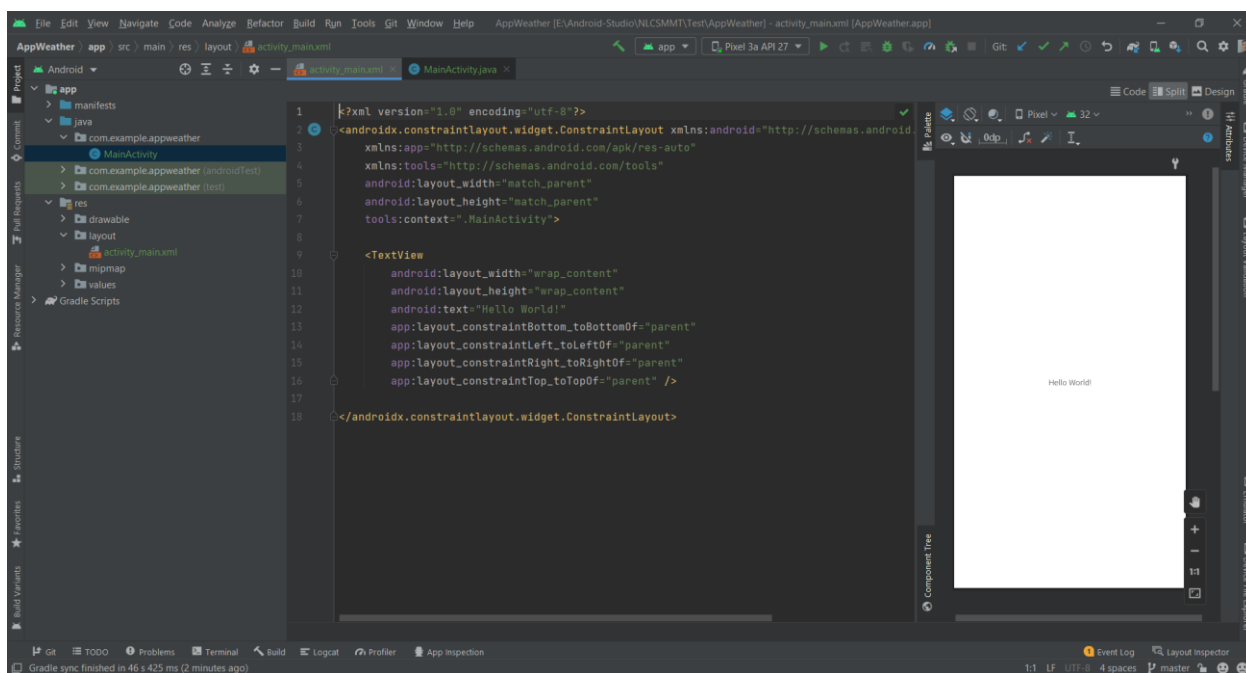 File Edit View Navigate Code Analyze Refactor Build Run Tools Git Window Help AppWeather [E:\Android-Studio\NLCSMMT\Test\AppWeather] - activity_main.xml [AppWeather.app]
AppWeather app src main res layout activity_main.xml app Pixel 3a API 27 Git:
Project Android activity_main.xml MainActivity.java
app
Code Split Design
manifests
java
com.example.appweather
MainActivity
com.example.appweather (androidTest)
com.example.appweather (test)
res
drawable
layout
activity_main.xml
mipmap
values
Gradle Scripts
Commit
Pull Requests
Resource Manager
Structure
Favorites
Build Variants
1 <?xml version="1.0" encoding="utf-8"?>
2 <androidx.constraintlayout.widget.ConstraintLayout xmlns:android="http://schemas.android.
3 xmlns:app="http://schemas.android.com/apk/res-auto"
4 xmlns:tools="http://schemas.android.com/tools"
5 android:layout_width="match_parent"
6 android:layout_height="match_parent"
7 tools:context=".MainActivity">
8
9 <TextView
10 android:layout_width="wrap_content"
11 android:layout_height="wrap_content"
12 android:text="Hello World!"
13 app:layout_constraintBottom_toBottomOf="parent"
14 app:layout_constraintLeft_toLeftOf="parent"
15 app:layout_constraintRight_toRightOf="parent"
16 app:layout_constraintTop_toTopOf="parent" />
17
18 </androidx.constraintlayout.widget.ConstraintLayout>
Palette
Pixel 32
0dp
Attributes
Hello World!
1:1
Component Tree
Git TODO Problems Terminal Build Logcat Profiler App Inspection 1 Event Log Layout Inspector
Gradle sync finished in 46 s 425 ms (2 minutes ago) 1:1 LF UTF-8 4 spaces master